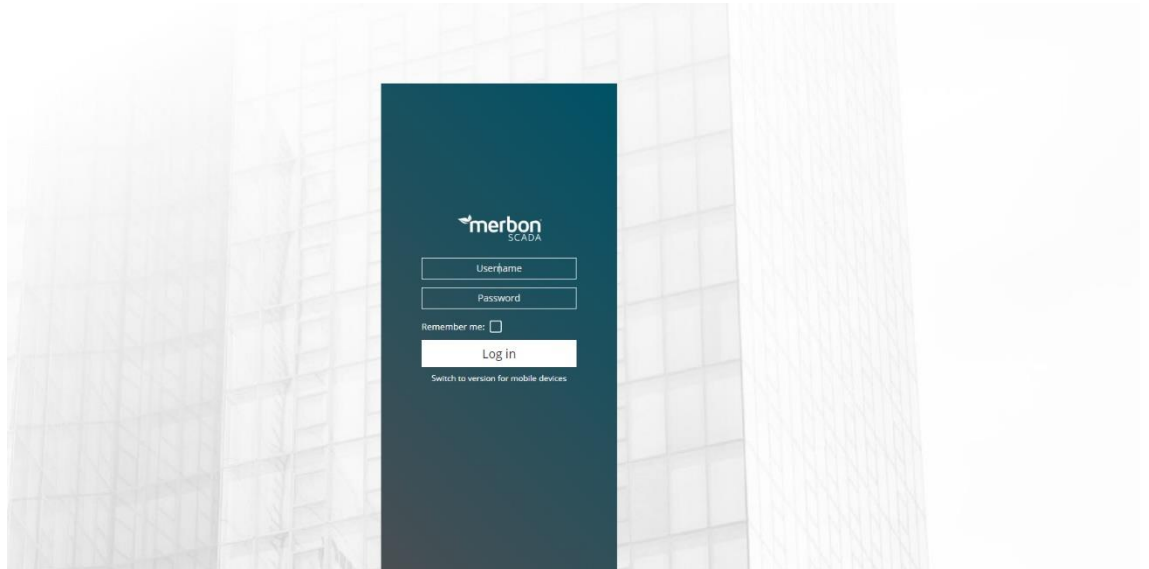 merbon
SCADA
Username
Password
Remember me:
Log in
Switch to version for mobile devices